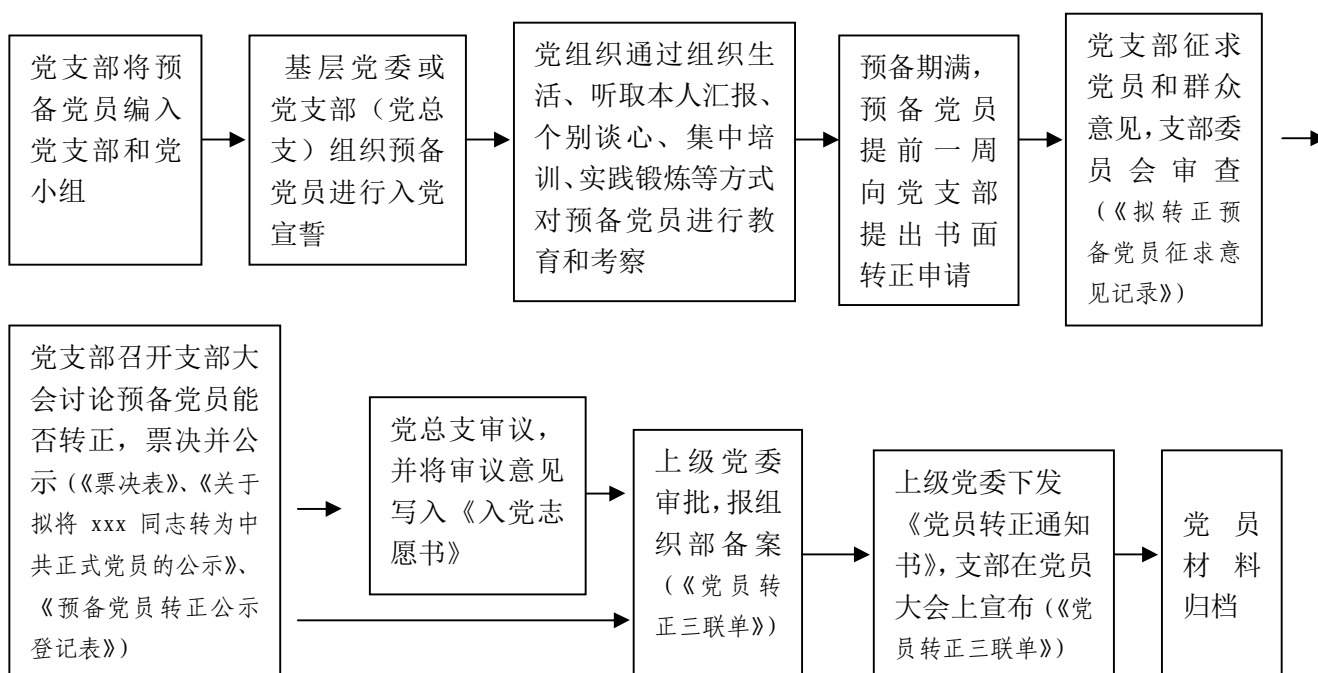 党支部将预
备党员编入
党支部和党
小组
基层党委或
党支部（党总
支）组织预备
党员进行入党
宣誓
党组织通过组织生
活、听取本人汇报、
个别谈心、集中培
训、实践锻炼等方式
对预备党员进行教
育和考察
预备期满，
预备党员
提前一周
向党支部
提出书面
转正申请
党支部征求
党员和群众
意见，支部委
员会审查
（《拟转正预
备党员征求意
见记录》）
党支部召开支部大
会讨论预备党员能
否转正，票决并公
示（《票决表》、《关于
拟将 xxx 同志转为中
共正式党员的公示》、
《预备党员转正公示
登记表》）
党总支审议，
并将审议意见
写入《入党志
愿书》
上级党委
审批，报组
织部备案
（《党员转
正三联单》）
上级党委下发
《党员转正通知
书》，支部在党员
大会上宣布（《党
员转正三联单》）
党员
材料
归档